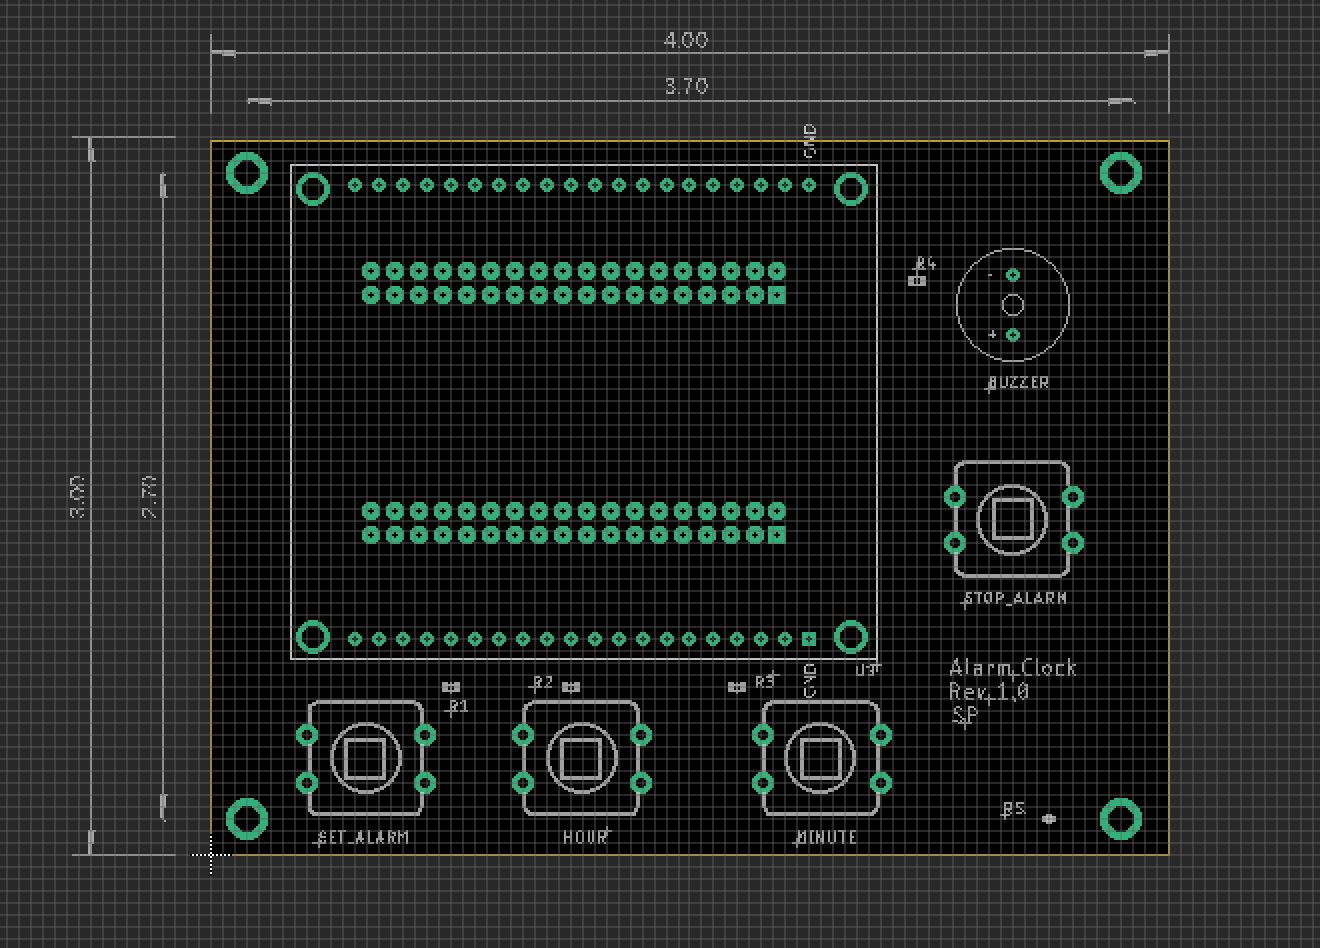 4.00
3.70
GND
R4
-
+
BUZZER
3.00
2.70
STOP_ALARM
U3
Alarm Clock
Rev 1.0
SP
R1
R2
R3
GND
R5
SET_ALARM
HOUR
MINUTE